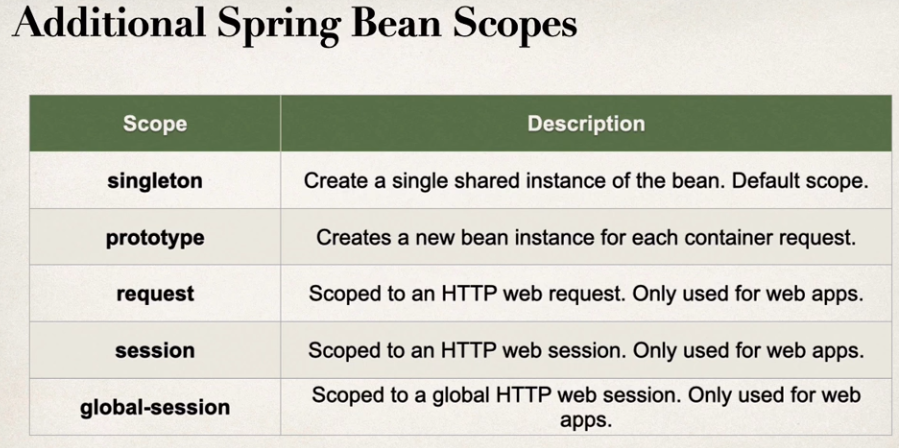 Additional Spring Bean Scopes
Scope Description
singleton Create a single shared instance of the bean. Default scope.
prototype Creates a new bean instance for each container request.
request Scoped to an HTTP web request. Only used for web apps.
session Scoped to an HTTP web session. Only used for web apps.
global-session Scoped to a global HTTP web session. Only used for web
apps.